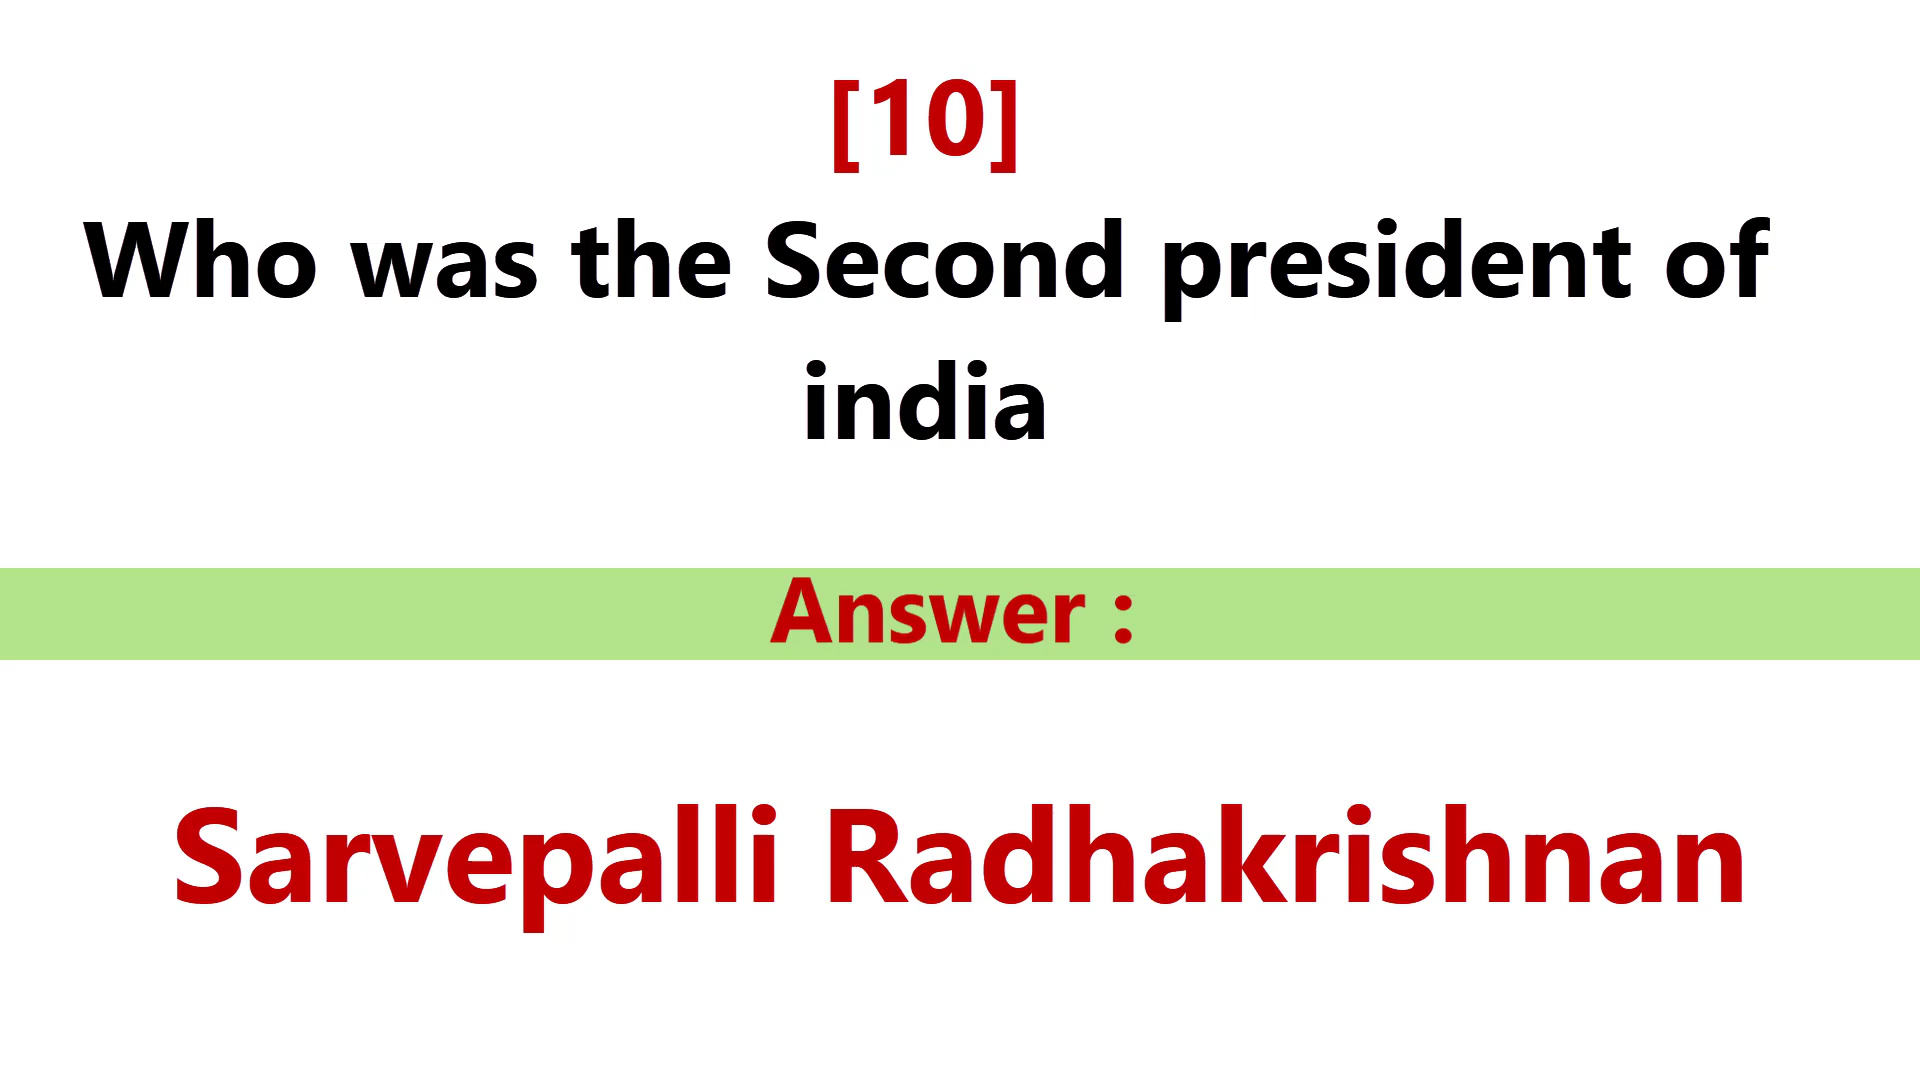 [10]
Who was the Second president of
india
Answer :
Sarvepalli Radhakrishnan